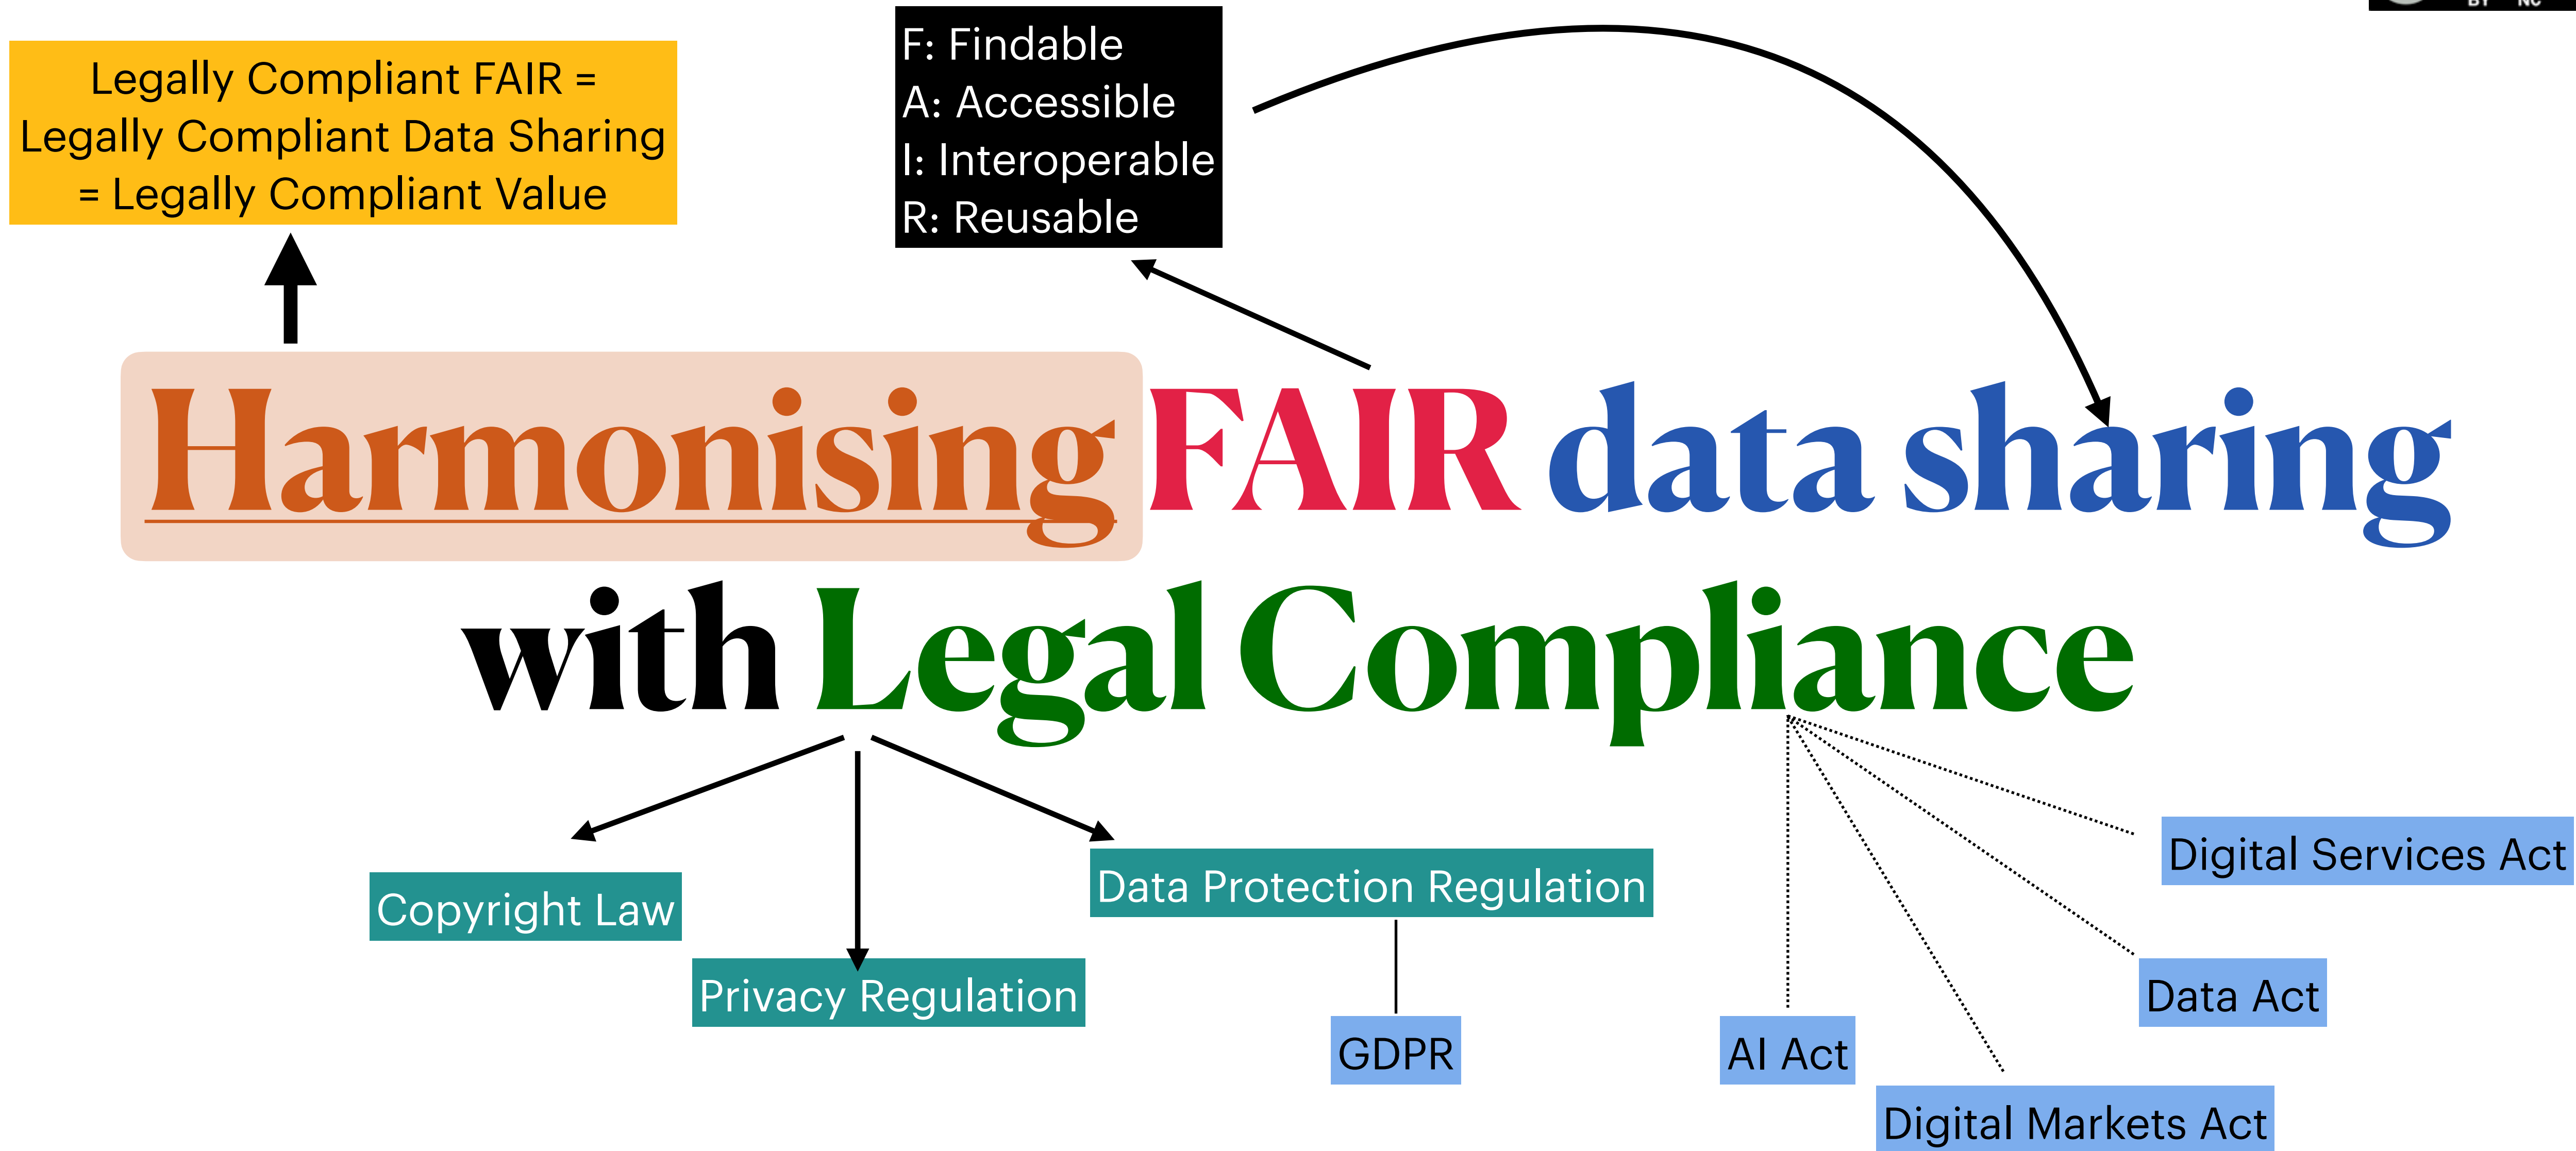 BY NC
F: Findable
A: Accessible
I: Interoperable
R: Reusable
Legally Compliant FAIR =
Legally Compliant Data Sharing
= Legally Compliant Value
Harmonising FAIR data sharing
with Legal Compliance
Copyright Law
Privacy Regulation
Data Protection Regulation
GDPR
AI Act
Digital Markets Act
Data Act
Digital Services Act